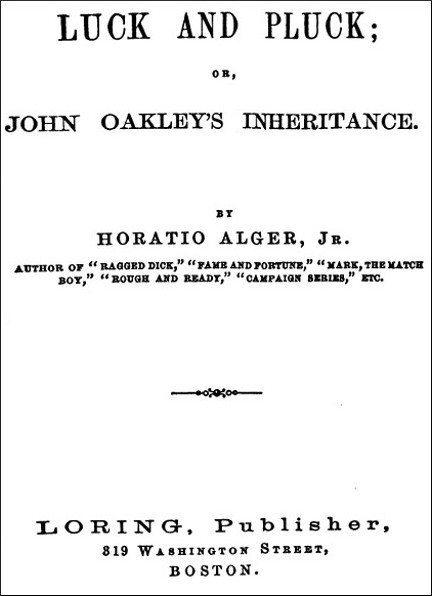 LUCK AND PLUCK;
OR,
JOHN OAKLEY'S INHERITANCE.
BY
HORATIO ALGER, JR.
AUTHOR OF "RAGGED DICK," "FAME AND FORTUNE," "MARK, THE MATCH
BOY," "ROUGH AND READY," "CAMPAIGN SERIES," ETC.
LORING, Publisher,
319 WASHINGTON STREET,
BOSTON.